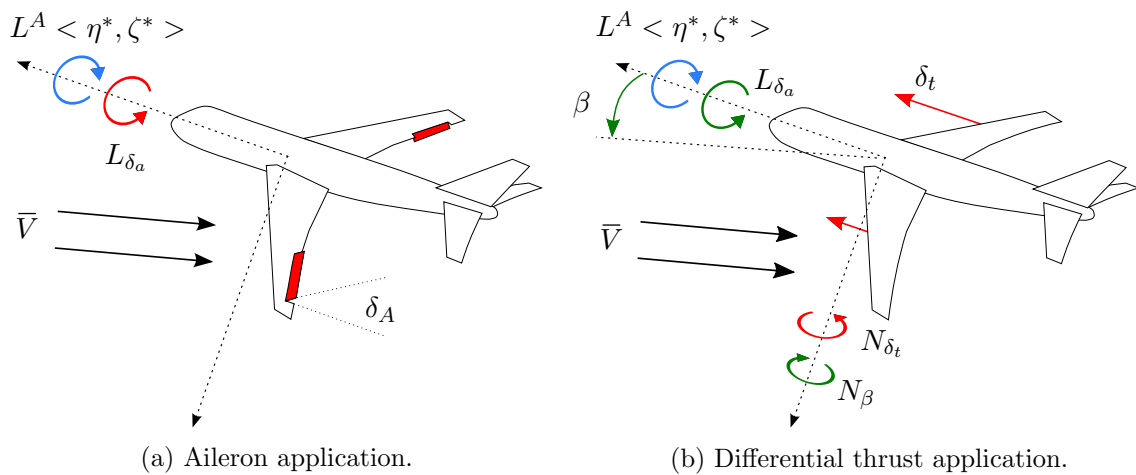 L^A < η*, ζ* >
L_{δ_a}
V̅
δ_A
(a) Aileron application.
L^A < η*, ζ* >
β
L_{δ_a}
δ_t
V̅
N_{δ_t}
N_β
(b) Differential thrust application.